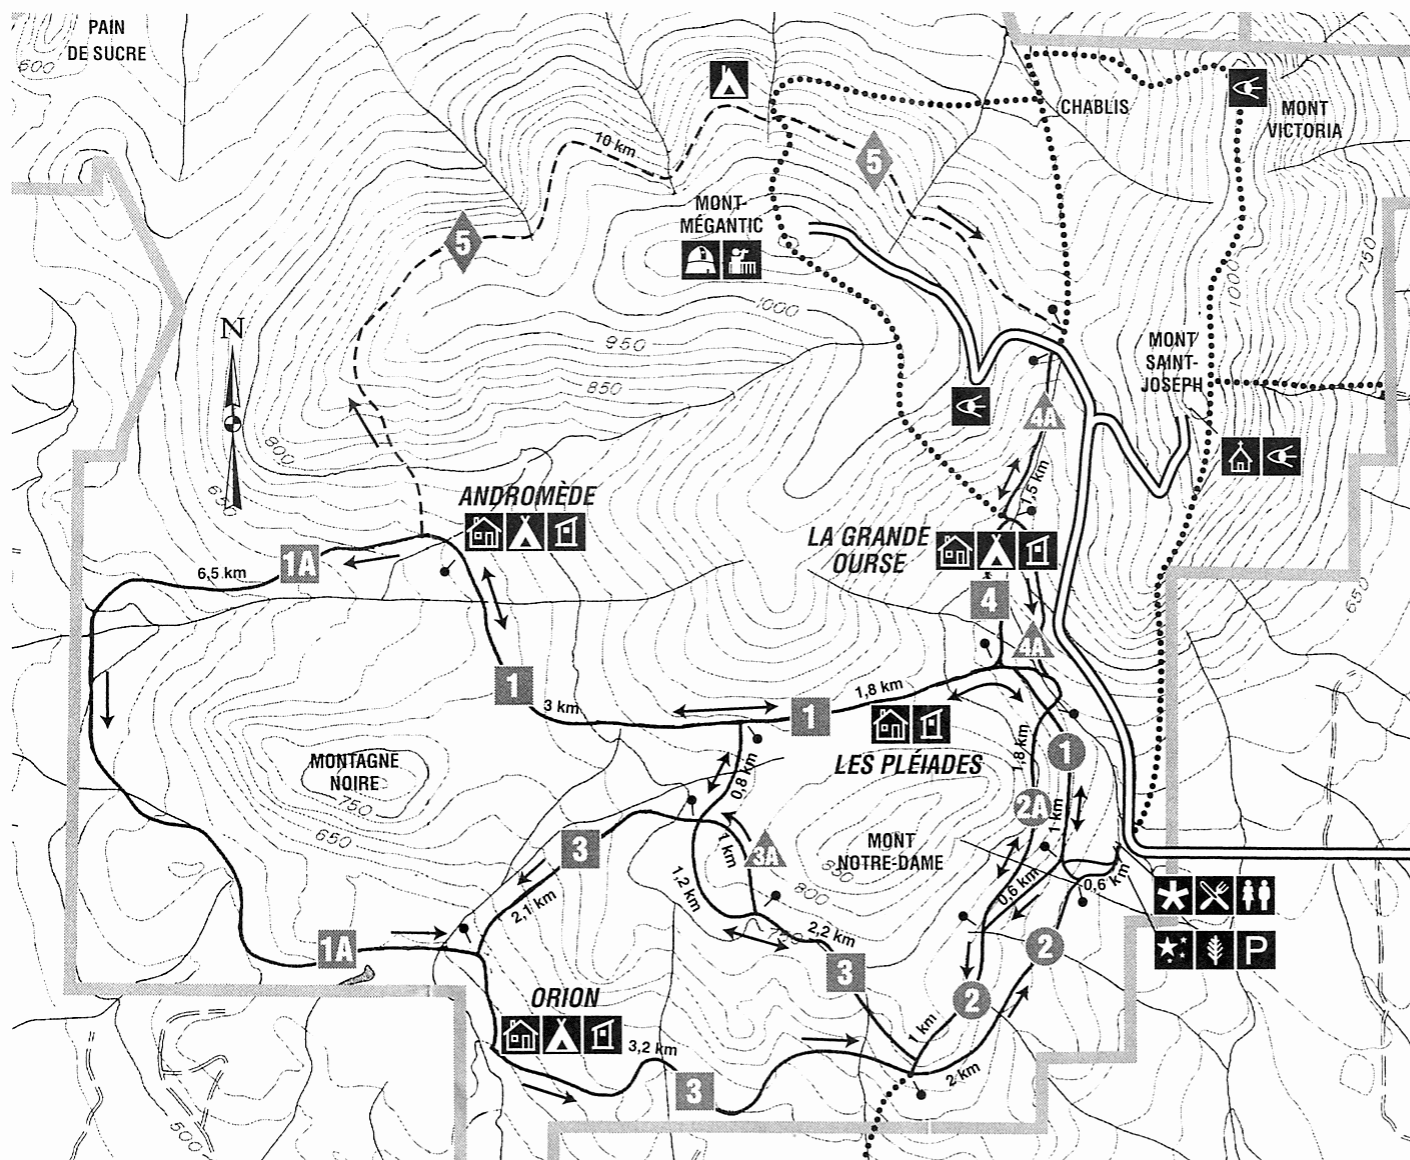 PAIN
DE SUCRE
600
CHABLIS
MONT
VICTORIA
10 km
5
MONT-
MÉGANTIC
5
750
1000
1000
N
950
850
MONT
SAINT-
JOSEPH
4A
800
650
1,5 km
ANDROMÈDE
LA GRANDE
OURSE
1A
6,5 km
4
650
4A
1
3 km
1
1,8 km
LES PLÉIADES
1,8 km
1
MONTAGNE
NOIRE
750
650
0,8 km
2A
1 km
3
1 km
3A
MONT
NOTRE-DAME
850
800
2,1 km
1,2 km
0,6 km
0,6 km
1A
750
2,2 km
3
2
2
P
ORION
3,2 km
1 km
2 km
3
500